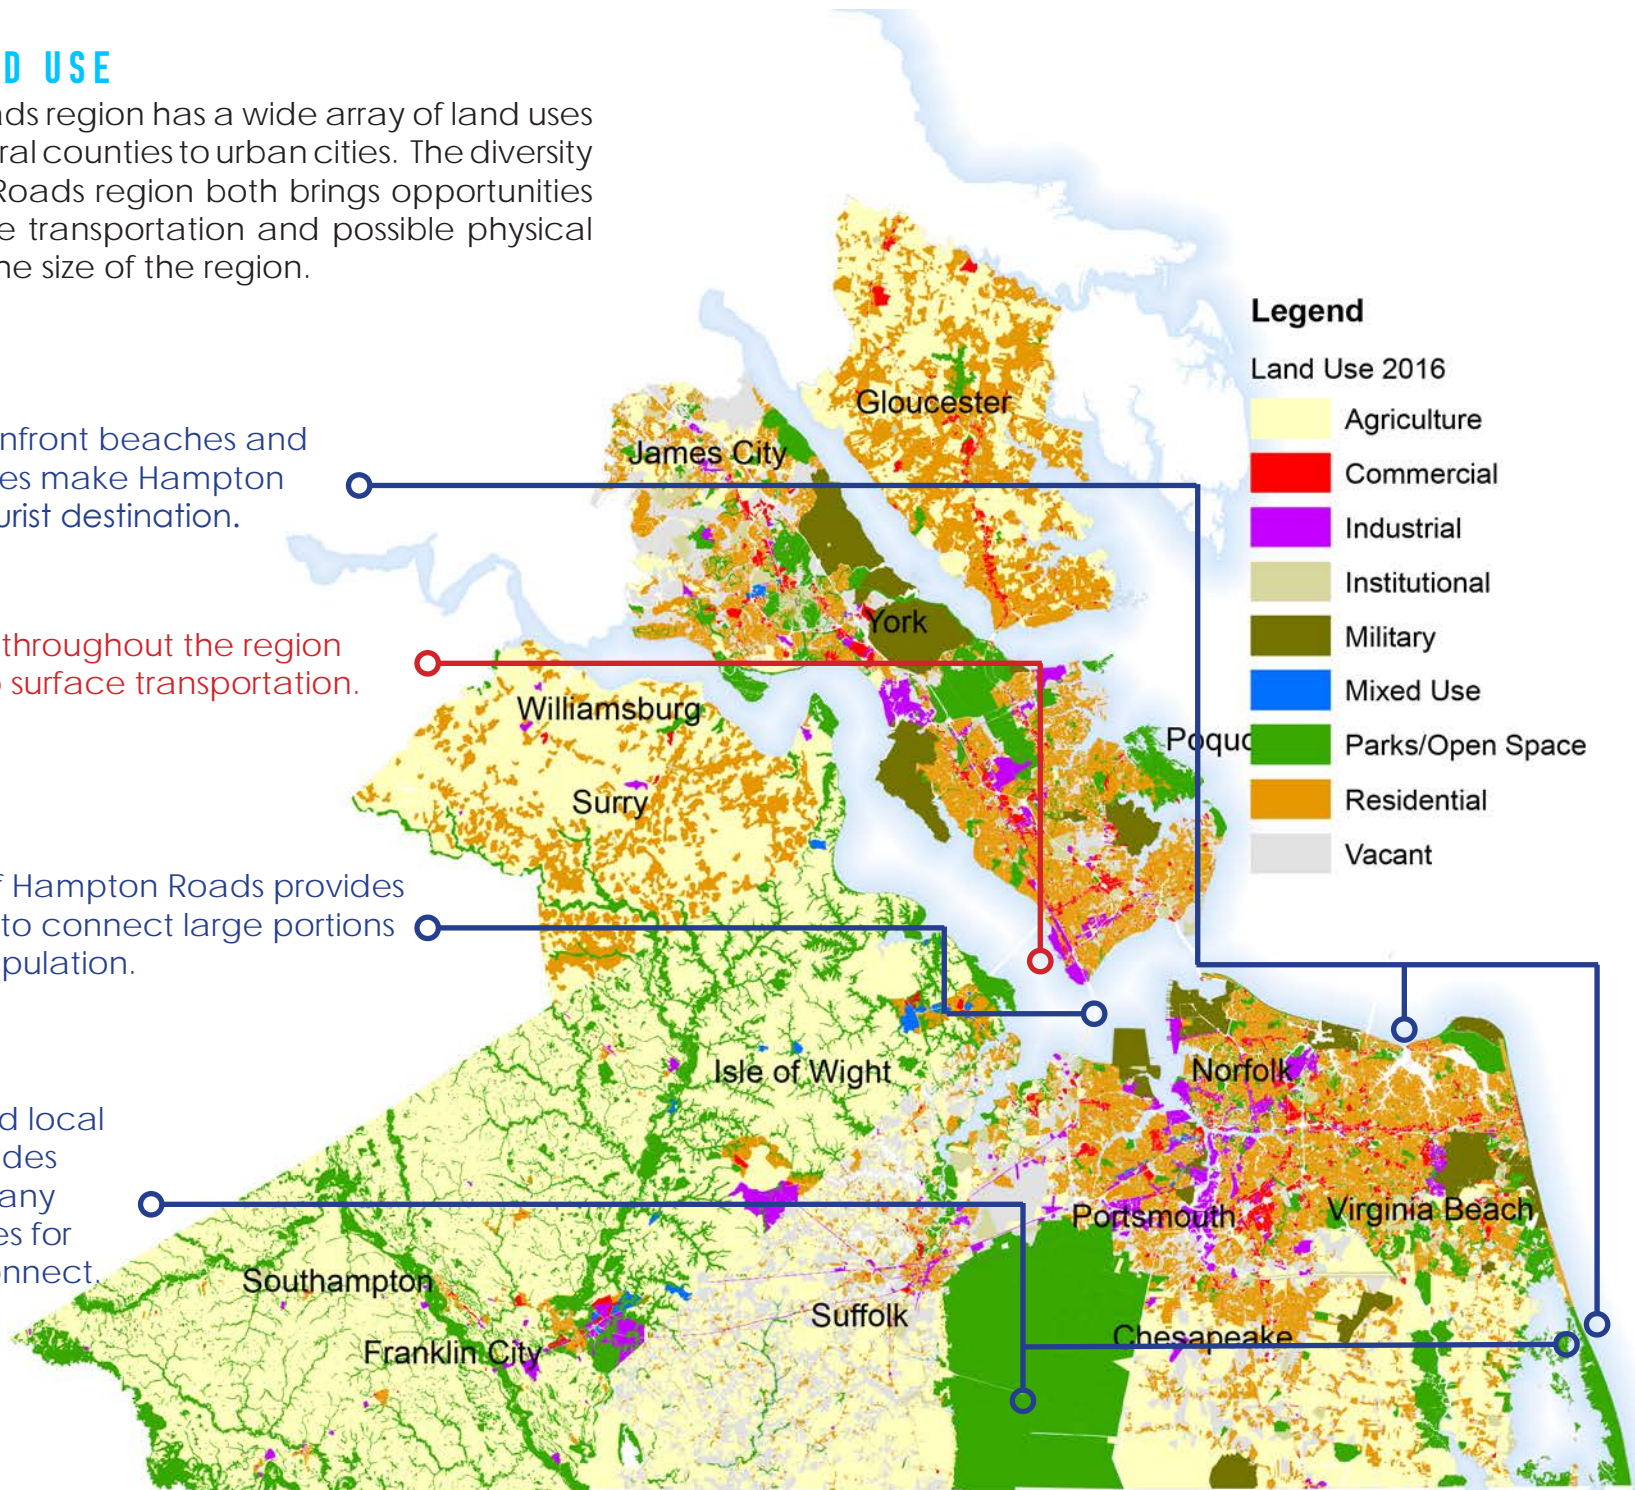 D USE
ads region has a wide array of land uses
ral counties to urban cities. The diversity
Roads region both brings opportunities
e transportation and possible physical
he size of the region.
nfront beaches and
es make Hampton
urist destination.
throughout the region
o surface transportation.
f Hampton Roads provides
to connect large portions
pulation.
d local
des
any
es for
onnect.
Legend
Land Use 2016
Agriculture
Commercial
Industrial
Institutional
Military
Mixed Use
Parks/Open Space
Residential
Vacant
Gloucester
James City
York
Williamsburg
Poquo
Surry
Isle of Wight
Norfolk
Portsmouth
Virginia Beach
Southampton
Suffolk
Chesapeake
Franklin City